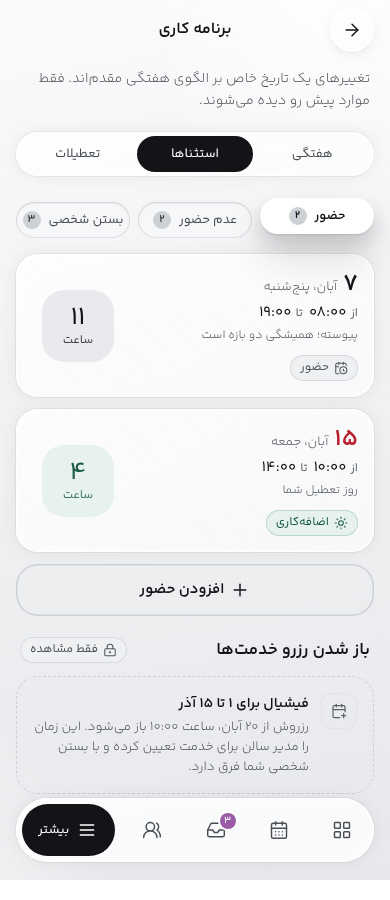 برنامه کاری
تغییرهای یک تاریخ خاص بر الگوی هفتگی مقدم‌اند. فقط
موارد پیش رو دیده می‌شوند.
هفتگی
استثناها
تعطیلات
حضور ۲
عدم حضور ۲
بستن شخصی ۳
۷ آبان، پنج‌شنبه
از ۰۸:۰۰ تا ۱۹:۰۰
پیوسته؛ همیشگی دو بازه است
حضور
۱۱
ساعت
۱۵ آبان، جمعه
از ۱۰:۰۰ تا ۱۴:۰۰
روز تعطیل شما
اضافه‌کاری
۴
ساعت
افزودن حضور
باز شدن رزرو خدمت‌ها
فقط مشاهده
فیشیال برای ۱ تا ۱۵ آذر
رزروش از ۲۰ آبان، ساعت ۱۰:۰۰ باز می‌شود. این زمان
را مدیر سالن برای خدمت تعیین کرده و با بستن
شخصی شما فرق دارد.
۳
بیشتر